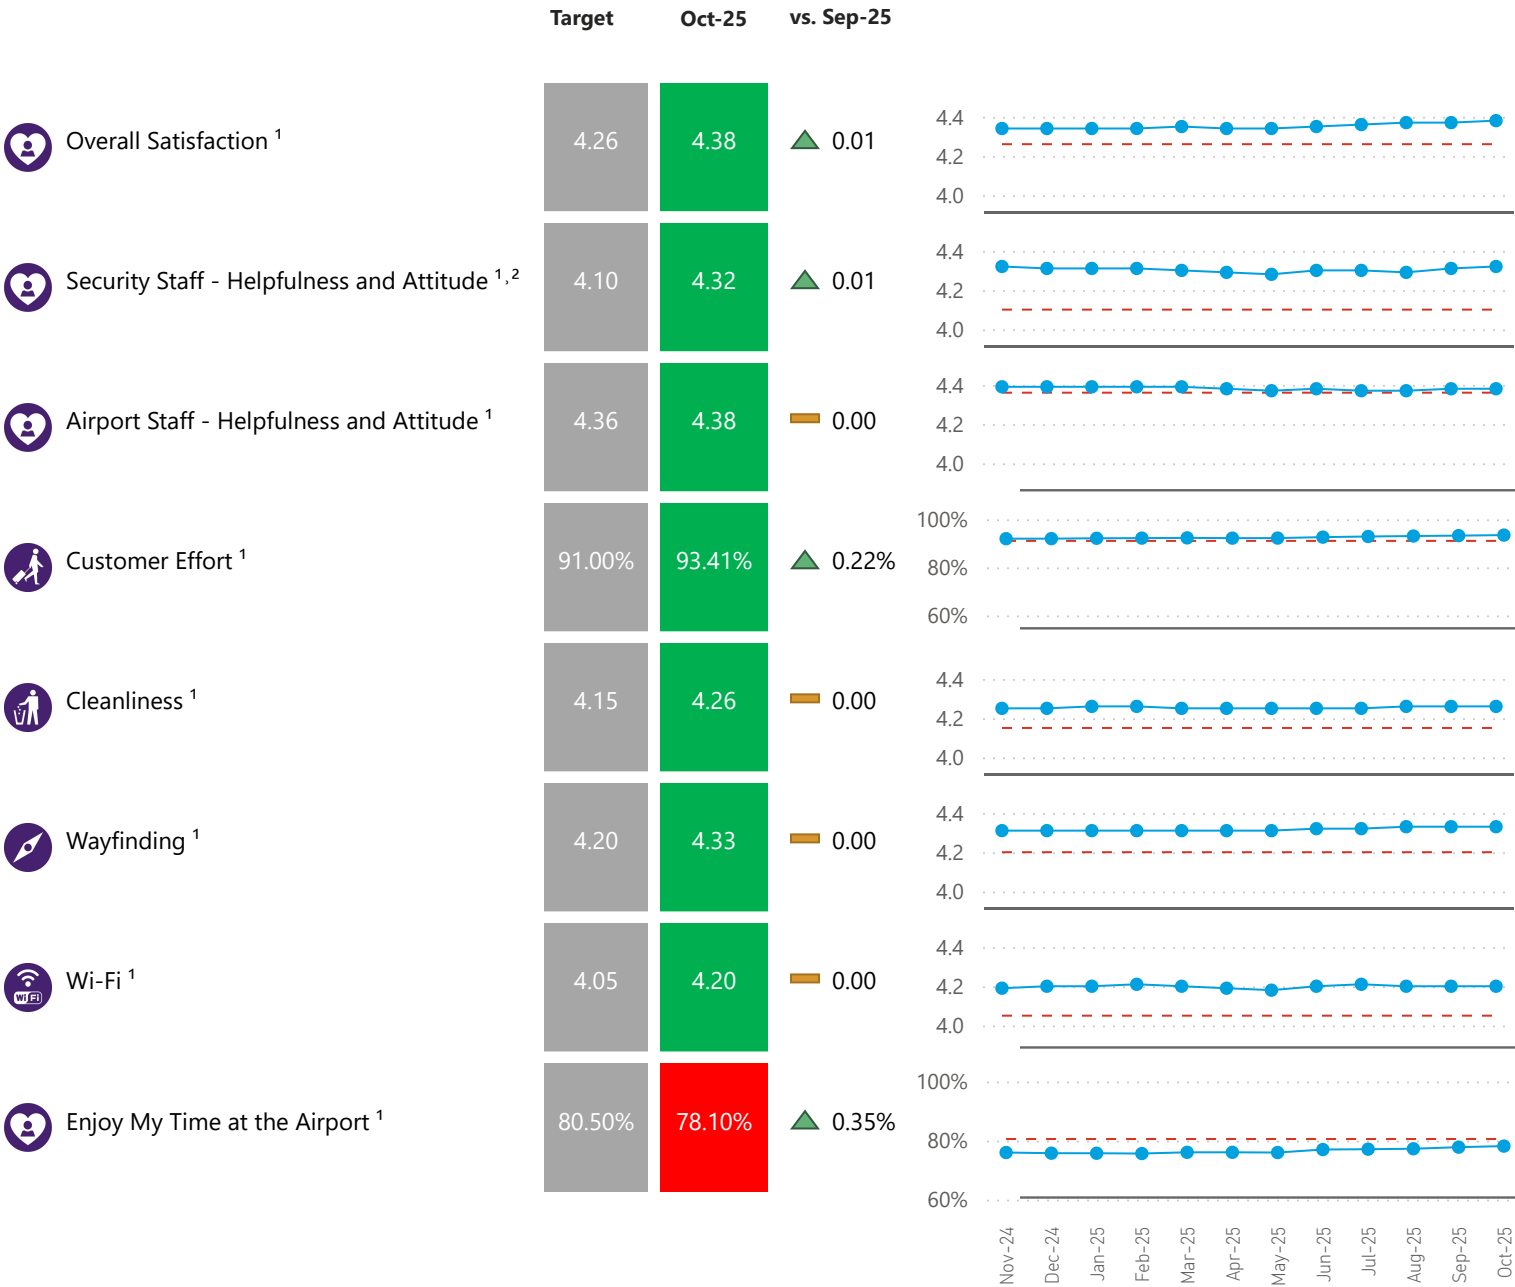 Target Oct-25 vs. Sep-25
Overall Satisfaction ¹ 4.26 4.38 0.01
4.4
4.2
4.0
Security Staff - Helpfulness and Attitude ¹,² 4.10 4.32 0.01
4.4
4.2
4.0
Airport Staff - Helpfulness and Attitude ¹ 4.36 4.38 0.00
4.4
4.2
4.0
Customer Effort ¹ 91.00% 93.41% 0.22%
100%
80%
60%
Cleanliness ¹ 4.15 4.26 0.00
4.4
4.2
4.0
Wayfinding ¹ 4.20 4.33 0.00
4.4
4.2
4.0
WiFi
Wi-Fi ¹ 4.05 4.20 0.00
4.4
4.2
4.0
Enjoy My Time at the Airport ¹ 80.50% 78.10% 0.35%
100%
80%
60%
Nov-24 Dec-24 Jan-25 Feb-25 Mar-25 Apr-25 May-25 Jun-25 Jul-25 Aug-25 Sep-25 Oct-25